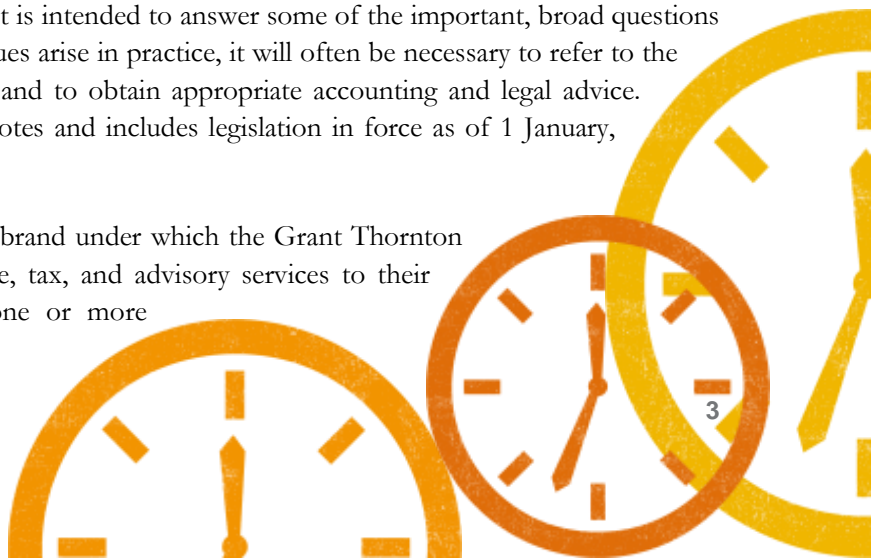 t is intended to answer some of the important, broad questions
ues arise in practice, it will often be necessary to refer to the
and to obtain appropriate accounting and legal advice.
otes and includes legislation in force as of 1 January,
brand under which the Grant Thornton
e, tax, and advisory services to their
one or more
3